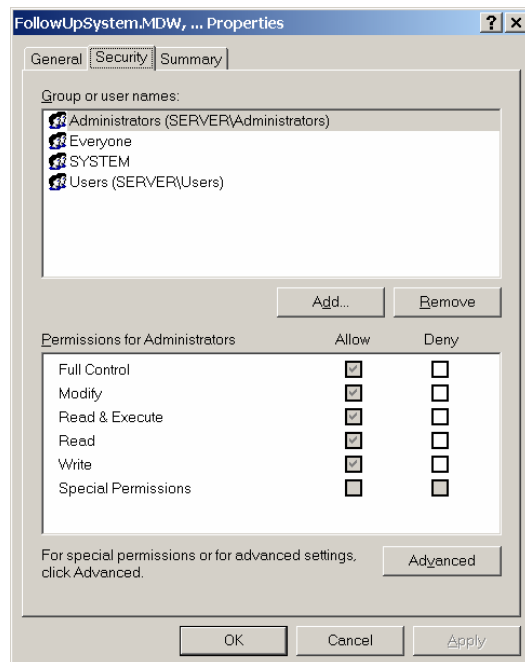 FollowUpSystem.MDW, ... Properties ? ×
General Security Summary
Group or user names:
Administrators (SERVER\Administrators)
Everyone
SYSTEM
Users (SERVER\Users)
Add... Remove
Permissions for Administrators Allow Deny
Full Control
Modify
Read & Execute
Read
Write
Special Permissions
For special permissions or for advanced settings,
click Advanced.
Advanced
OK Cancel Apply